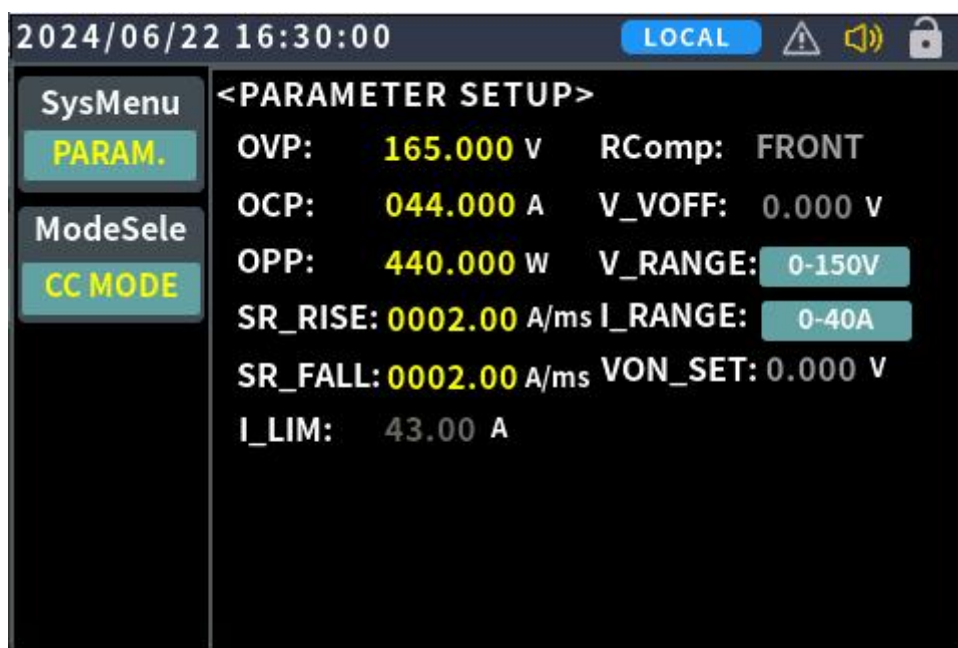 2024/06/22 16:30:00 LOCAL
SysMenu
PARAM.
ModeSele
CC MODE
<PARAMETER SETUP>
OVP: 165.000 V RComp: FRONT
OCP: 044.000 A V_VOFF: 0.000 V
OPP: 440.000 W V_RANGE: 0-150V
SR_RISE: 0002.00 A/ms I_RANGE: 0-40A
SR_FALL: 0002.00 A/ms VON_SET: 0.000 V
I_LIM: 43.00 A